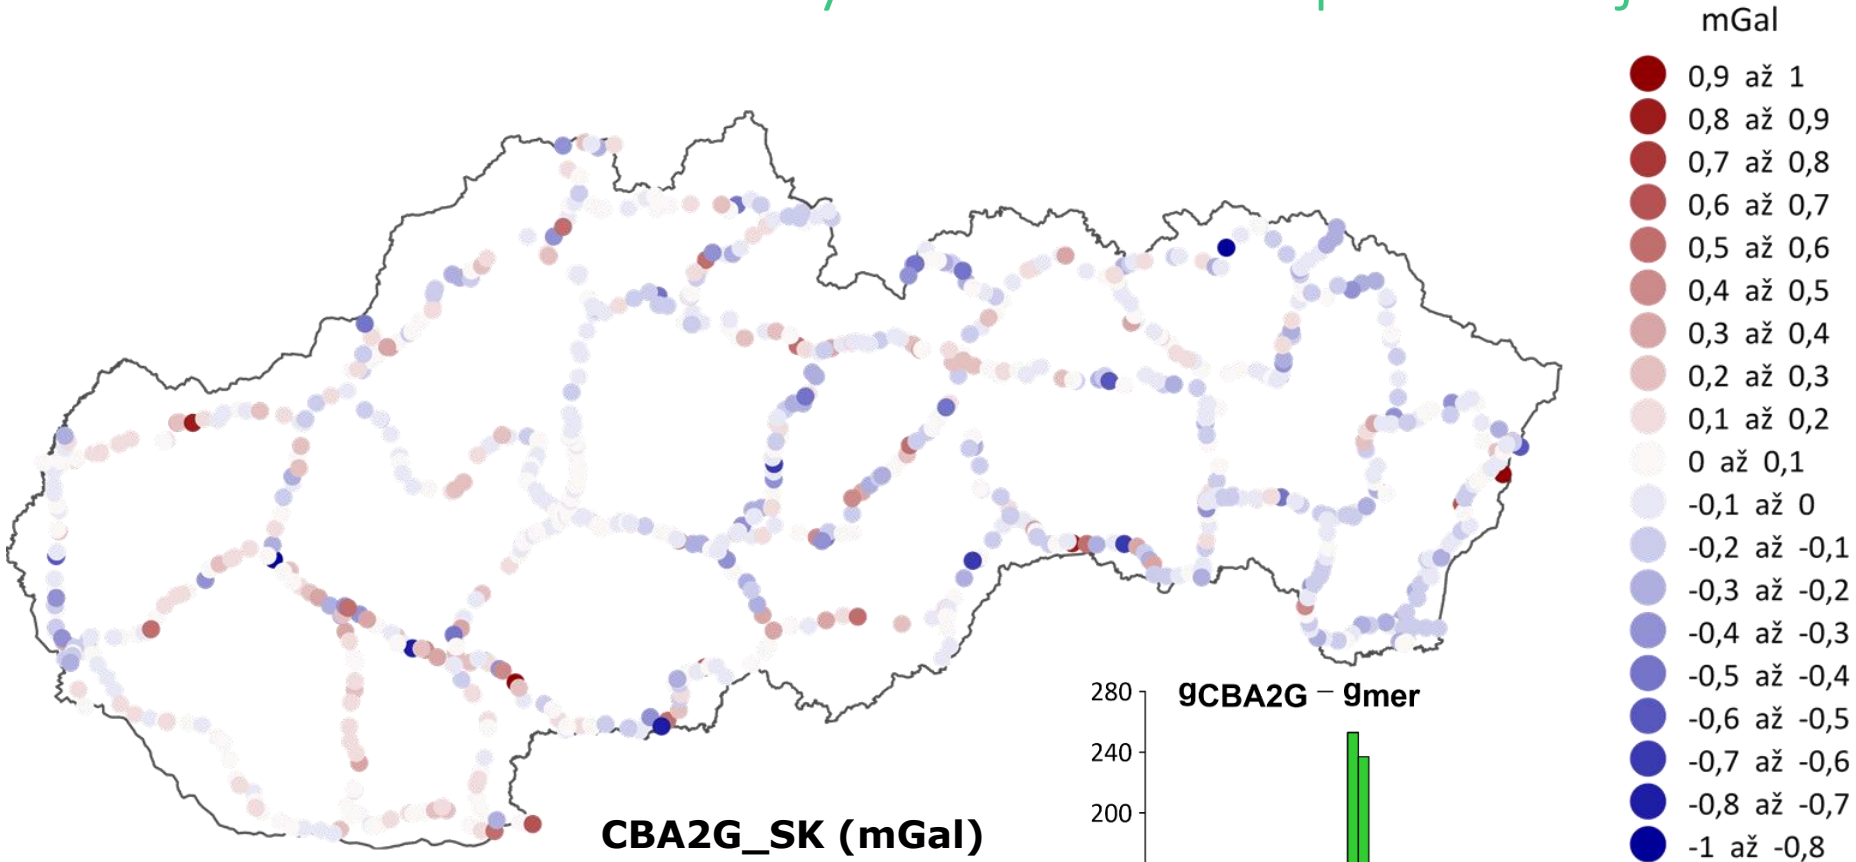 mGal
0,9 až 1
0,8 až 0,9
0,7 až 0,8
0,6 až 0,7
0,5 až 0,6
0,4 až 0,5
0,3 až 0,4
0,2 až 0,3
0,1 až 0,2
0 až 0,1
-0,1 až 0
-0,2 až -0,1
-0,3 až -0,2
-0,4 až -0,3
-0,5 až -0,4
-0,6 až -0,5
-0,7 až -0,6
-0,8 až -0,7
-1 až -0,8
gCBA2G – gmer
280
240
200
CBA2G_SK (mGal)